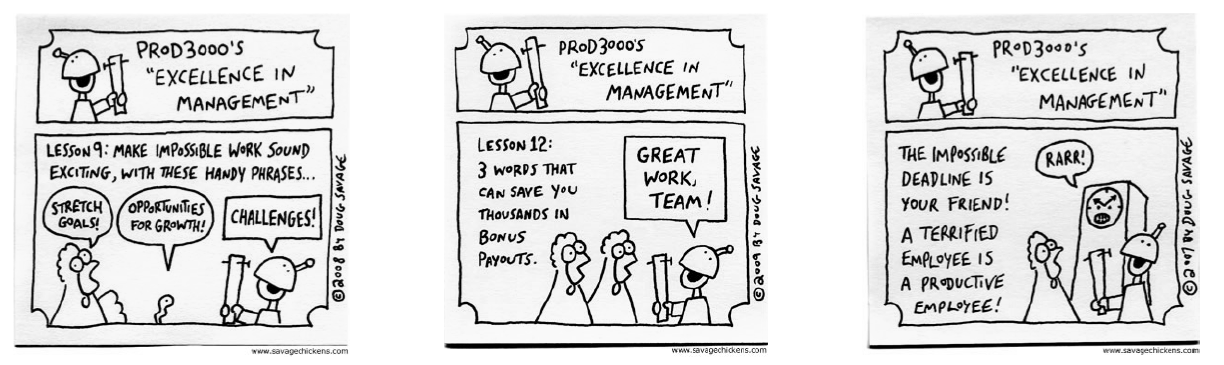 PROD3000'S
"EXCELLENCE IN
MANAGEMENT"
LESSON 9: MAKE IMPOSSIBLE WORK SOUND
EXCITING, WITH THESE HANDY PHRASES...
STRETCH
GOALS!
OPPORTUNITIES
FOR GROWTH!
CHALLENGES!
©2008 BY DOUG SAVAGE
www.savagechickens.com
PROD3000'S
"EXCELLENCE IN
MANAGEMENT"
LESSON 12:
3 WORDS THAT
CAN SAVE YOU
THOUSANDS IN
BONUS
PAYOUTS.
GREAT
WORK,
TEAM!
©2009 BY DOUG SAVAGE
www.savagechickens.com
PROD3000'S
"EXCELLENCE IN
MANAGEMENT"
THE IMPOSSIBLE
DEADLINE IS
YOUR FRIEND!
A TERRIFIED
EMPLOYEE IS
A PRODUCTIVE
EMPLOYEE!
RARR!
©2007 BY DOUG SAVAGE
www.savagechickens.com